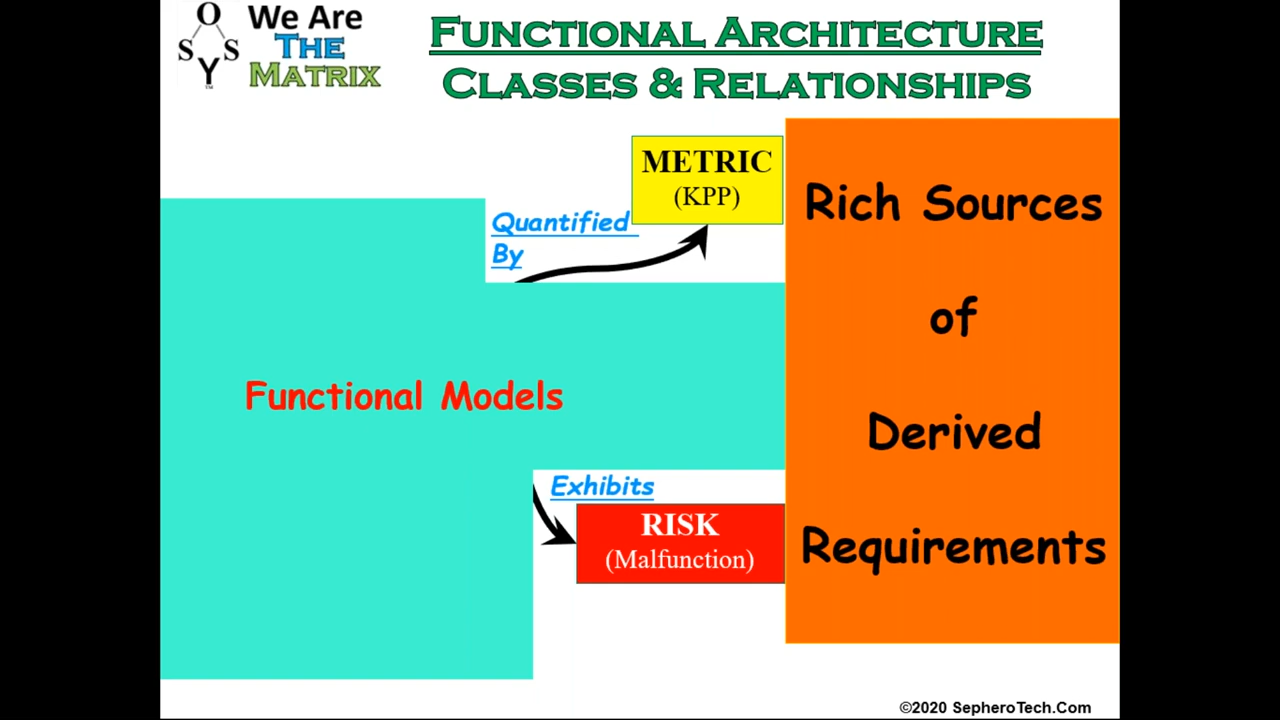 O
S S
Y
TM
We Are
THE
MATRIX
FUNCTIONAL ARCHITECTURE
CLASSES & RELATIONSHIPS
METRIC
(KPP)
Quantified
By
Functional Models
Exhibits
RISK
(Malfunction)
Rich Sources
of
Derived
Requirements
©2020 SepheroTech.Com